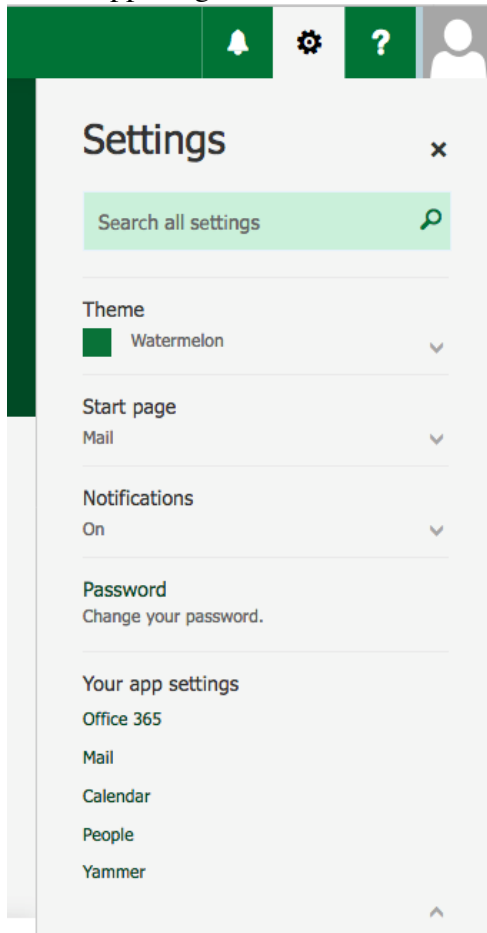 ?
Settings
Search all settings
Theme
Watermelon
Start page
Mail
Notifications
On
Password
Change your password.
Your app settings
Office 365
Mail
Calendar
People
Yammer